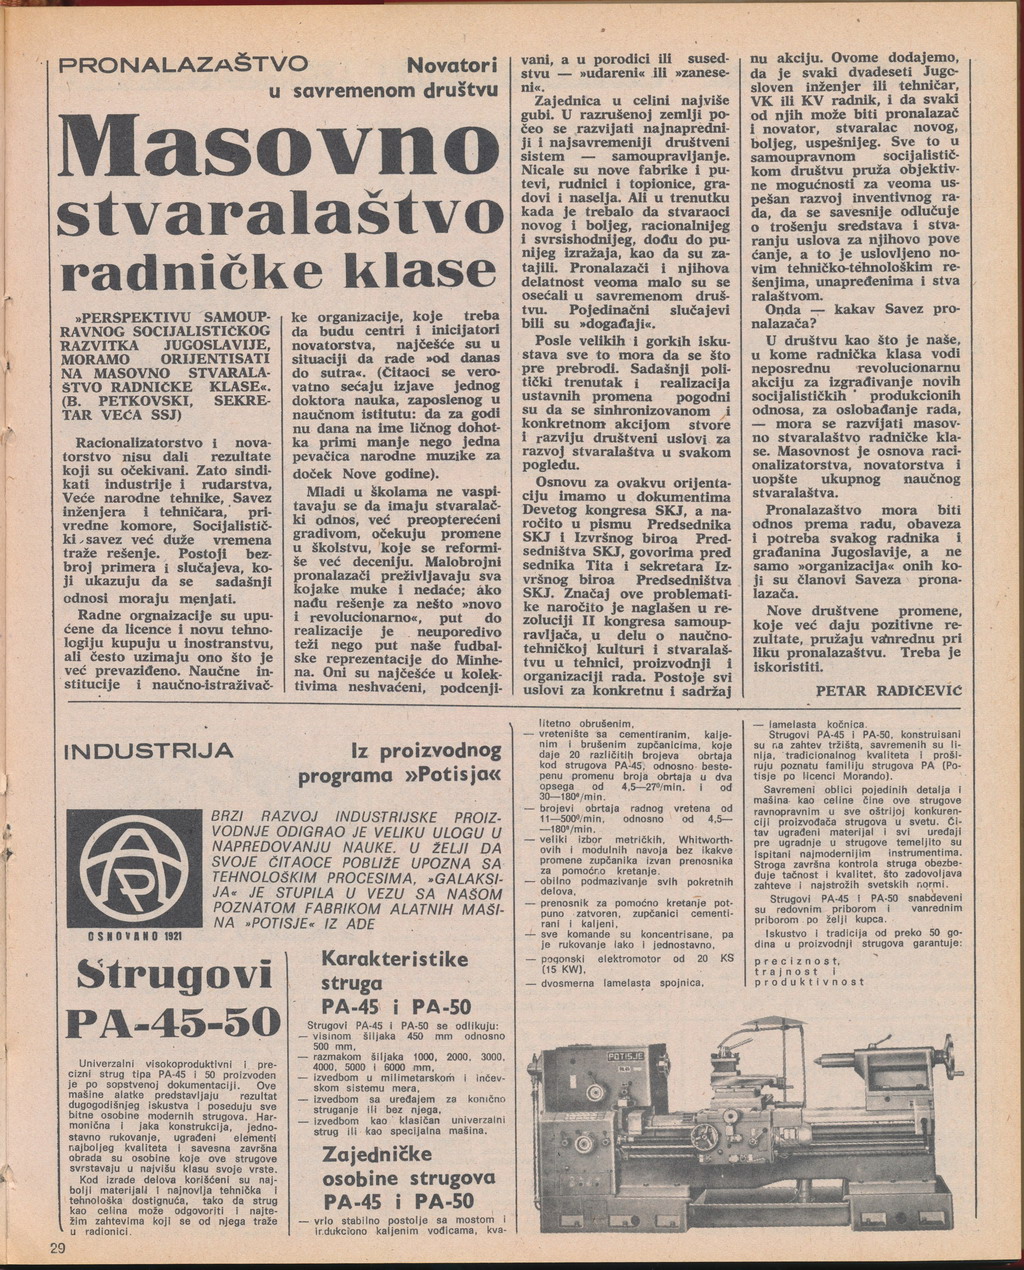 PRONALAZAŠTVO
Novatori
u savremenom društvu
Masovno
stvaralaštvo
radničke klase
»PERSPEKTIVU SAMOUP-
RAVNOG SOCIJALISTIČKOG
RAZVITKA JUGOSLAVIJE,
MORAMO ORIJENTISATI
NA MASOVNO STVARALA-
ŠTVO RADNIČKE KLASE«.
(B. PETKOVSKI, SEKRE-
TAR VEĆA SSJ)
Racionalizatorstvo i nova-
torstvo nisu dali rezultate
koji su očekivani. Zato sindi-
kati industrije i rudarstva,
Veće narodne tehnike, Savez
inženjera i tehničara, pri-
vredne komore, Socijalistič-
ki savez već duže vremena
traže rešenje. Postoji bez-
broj primera i slučajeva, ko-
ji ukazuju da se sadašnji
odnosi moraju menjati.
Radne orgnaizacije su upu-
ćene da licence i novu tehno-
logiju kupuju u inostranstvu,
ali često uzimaju ono što je
već prevaziđeno. Naučne in-
stitucije i naučno-istraživač-
ke organizacije, koje treba
da budu centri i inicijatori
novatorstva, najčešće su u
situaciji da rade »od danas
do sutra«. (Čitaoci se vero-
vatno sećaju izjave jednog
doktora nauka, zaposlenog u
naučnom istitutu: da za godi
nu dana na ime ličnog dohot-
ka primi manje nego jedna
pevačica narodne muzike za
doček Nove godine).
Mladi u školama ne vaspi-
tavaju se da imaju stvaralač-
ki odnos, već preopterećeni
gradivom, očekuju promene
u školstvu, koje se reformi-
še već deceniju. Malobrojni
pronalazači preživljavaju sva
kojake muke i nedaće; ako
nađu rešenje za nešto »novo
i revolucionarno«, put do
realizacije je neuporedivo
teži nego put naše fudbal-
ske reprezentacije do Minhe-
na. Oni su najčešće u kolek-
tivima neshvaćeni, podcenji-
vani, a u porodici ili sused-
stvu — »udareni« ili »zanese-
ni«.
Zajednica u celini najviše
gubi. U razrušenoj zemlji po-
čeo se razvijati najnapredni-
ji i najsavremeniji društveni
sistem — samoupravljanje.
Nicale su nove fabrike i pu-
tevi, rudnici i topionice, gra-
dovi i naselja. Ali u trenutku
kada je trebalo da stvaraoci
novog i boljeg, racionalnijeg
i svrsishodnijeg, dođu do pu-
nijeg izražaja, kao da su za-
tajili. Pronalazači i njihova
delatnost veoma malo su se
osećali u savremenom druš-
tvu. Pojedinačni slučajevi
bili su »događaji«.
Posle velikih i gorkih isku-
stava sve to mora da se što
pre prebrodi. Sadašnji poli-
tički trenutak i realizacija
ustavnih promena pogodni
su da se sinhronizovanom i
konkretnom akcijom stvore
i razviju društveni uslovi za
razvoj stvaralaštva u svakom
pogledu.
Osnovu za ovakvu orijenta-
ciju imamo u dokumentima
Devetog kongresa SKJ, a na-
ročito u pismu Predsednika
SKJ i Izvršnog biroa Pred-
sedništva SKJ, govorima pred
sednika Tita i sekretara Iz-
vršnog biroa Predsedništva
SKJ. Značaj ove problemati-
ke naročito je naglašen u re-
zoluciji II kongresa samoup-
ravljača, u delu o naučno-
tehničkoj kulturi i stvaralaš-
tvu u tehnici, proizvodnji i
organizaciji rada. Postoje svi
uslovi za konkretnu i sadržaj
nu akciju. Ovome dodajemo,
da je svaki dvadeseti Jugo-
sloven inženjer ili tehničar,
VK ili KV radnik, i da svaki
od njih može biti pronalazač
i novator, stvaralac novog,
boljeg, uspešnijeg. Sve to u
samoupravnom socijalistič-
kom društvu pruža objektiv-
ne mogućnosti za veoma us-
pešan razvoj inventivnog ra-
da, da se savesnije odlučuje
o trošenju sredstava i stva-
ranju uslova za njihovo pove
ćanje, a to je uslovljeno no-
vim tehničko-tehnološkim re-
šenjima, unapređenima i stva
ralaštvom.
Onda — kakav Savez pro-
nalazača?
U društvu kao što je naše,
u kome radnička klasa vodi
neposrednu revolucionarnu
akciju za izgrađivanje novih
socijalističkih produkcionih
odnosa, za oslobađanje rada,
— mora se razvijati masov-
no stvaralaštvo radničke kla-
se. Masovnost je osnova raci-
onalizatorstva, novatorstva i
uopšte ukupnog naučnog
stvaralaštva.
Pronalazaštvo mora biti
odnos prema radu, obaveza
i potreba svakog radnika i
građanina Jugoslavije, a ne
samo »organizacija« onih ko-
ji su članovi Saveza prona-
lazača.
Nove društvene promene,
koje već daju pozitivne re-
zultate, pružaju vanrednu pri
liku pronalazaštvu. Treba je
iskoristiti.
PETAR RADIČEVIĆ
INDUSTRIJA
Iz proizvodnog
programa »Potisja«
OSNOVANO 1921
BRZI RAZVOJ INDUSTRIJSKE PROIZ-
VODNJE ODIGRAO JE VELIKU ULOGU U
NAPREDOVANJU NAUKE. U ŽELJI DA
SVOJE ČITAOCE POBLIŽE UPOZNA SA
TEHNOLOŠKIM PROCESIMA, »GALAKSI-
JA« JE STUPILA U VEZU SA NAŠOM
POZNATOM FABRIKOM ALATNIH MAŠI-
NA »POTISJE« IZ ADE
Strugovi
PA-45-50
Univerzalni visokoproduktivni i pre-
cizni strug tipa PA-45 i 50 proizvoden
je po sopstvenoj dokumentaciji. Ove
mašine alatke predstavljaju rezultat
dugogodišnjeg iskustva i poseduju sve
bitne osobine modernih strugova. Har-
monična i jaka konstrukcija, jedno-
stavno rukovanje, ugrađeni elementi
najboljeg kvaliteta i savesna završna
obrada su osobine koje ove strugove
svrstavaju u najvišu klasu svoje vrste.
Kod izrade delova korišćeni su naj-
bolji materijali i najnovija tehnička i
tehnološka dostignuća, tako da strug
kao celina može odgovoriti i najte-
žim zahtevima koji se od njega traže
u radionici.
Karakteristike
struga
PA-45 i PA-50
Strugovi PA-45 i PA-50 se odlikuju:
— visinom šiljaka 450 mm odnosno
500 mm,
— razmakom šiljaka 1000, 2000, 3000,
4000, 5000 i 6000 mm,
— izvedbom u milimetarskom i inčev-
skom sistemu mera,
— izvedbom sa uređajem za konično
struganje ili bez njega,
— izvedbom kao klasičan univerzalni
strug ili kao specijalna mašina.
Zajedničke
osobine strugova
PA-45 i PA-50
— vrlo stabilno postolje sa mostom i
indukciono kaljenim vođicama, kva-
litetno obrušenim,
— vretenište sa cementiranim, kalje-
nim i brušenim zupčanicima, koje
daje 20 različitih brojeva obrtaja
kod strugova PA-45, odnosno beste-
penu promenu broja obrtaja u dva
opsega od 4,5—27⁰/min. i od
30—180⁰/min.
— brojevi obrtaja radnog vretena od
11—500⁰/min, odnosno od 4,5—
—180⁰/min.
— veliki izbor metričkih, Whitworth-
ovih i modulnih navoja bez ikakve
promene zupčanika izvan prenosnika
za pomoćno kretanje.
— obilno podmazivanje svih pokretnih
delova,
— prenosnik za pomoćno kretanje pot-
puno zatvoren, zupčanici cementi-
rani i kaljeni,
— sve komande su koncentrisane, pa
je rukovanje lako i jednostavno,
— pogonski elektromotor od 20 KS
(15 KW),
— dvosmerna lamelasta spojnica,
— lamelasta kočnica.
Strugovi PA-45 i PA-50, konstruisani
su na zahtev tržišta, savremenih su li-
nija, tradicionalnog kvaliteta i proši-
ruju poznatu familiju strugova PA (Po-
tisje po licenci Morando).
Savremeni oblici pojedinih detalja i
mašina kao celine čine ove strugove
ravnopravnim u sve oštrijoj konkuren-
ciji proizvođača strugova u svetu. Či-
tav ugrađeni materijal i svi uređaji
pre ugradnje u strugove temeljito su
ispitani najmodernijim instrumentima.
Stroga završna kontrola struga obezbe-
đuje tačnost i kvalitet, što zadovoljava
zahteve i najstrožih svetskih normi.
Strugovi PA-45 i PA-50 snabdeveni
su redovnim priborom i vanrednim
priborom po želji kupca.
Iskustvo i tradicija od preko 50 go-
dina u proizvodnji strugova garantuje:
preciznost,
trajnost i
produktivnost
POTISJE
29